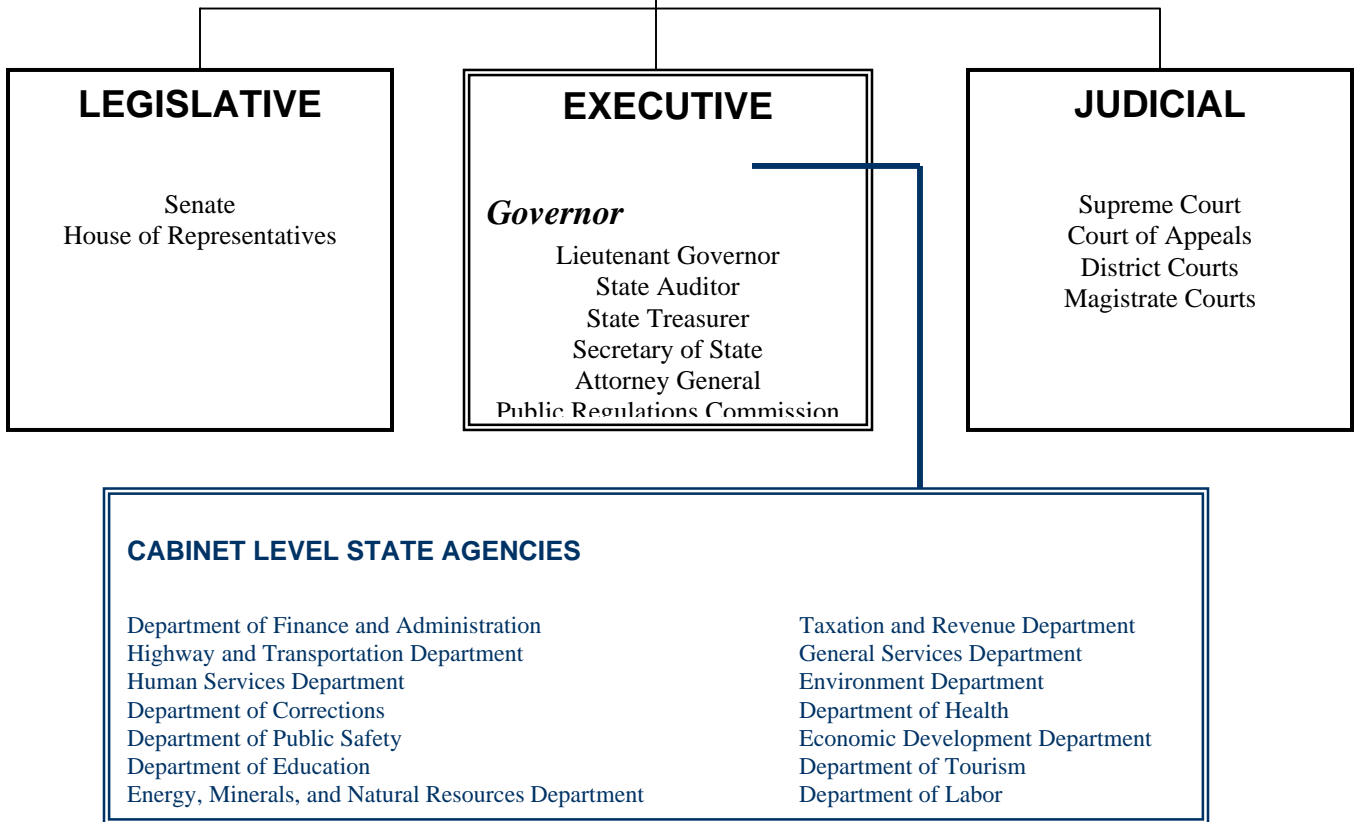 LEGISLATIVE
Senate
House of Representatives
EXECUTIVE
Governor
Lieutenant Governor
State Auditor
State Treasurer
Secretary of State
Attorney General
Public Regulations Commission
JUDICIAL
Supreme Court
Court of Appeals
District Courts
Magistrate Courts
CABINET LEVEL STATE AGENCIES
Department of Finance and Administration
Highway and Transportation Department
Human Services Department
Department of Corrections
Department of Public Safety
Department of Education
Energy, Minerals, and Natural Resources Department
Taxation and Revenue Department
General Services Department
Environment Department
Department of Health
Economic Development Department
Department of Tourism
Department of Labor